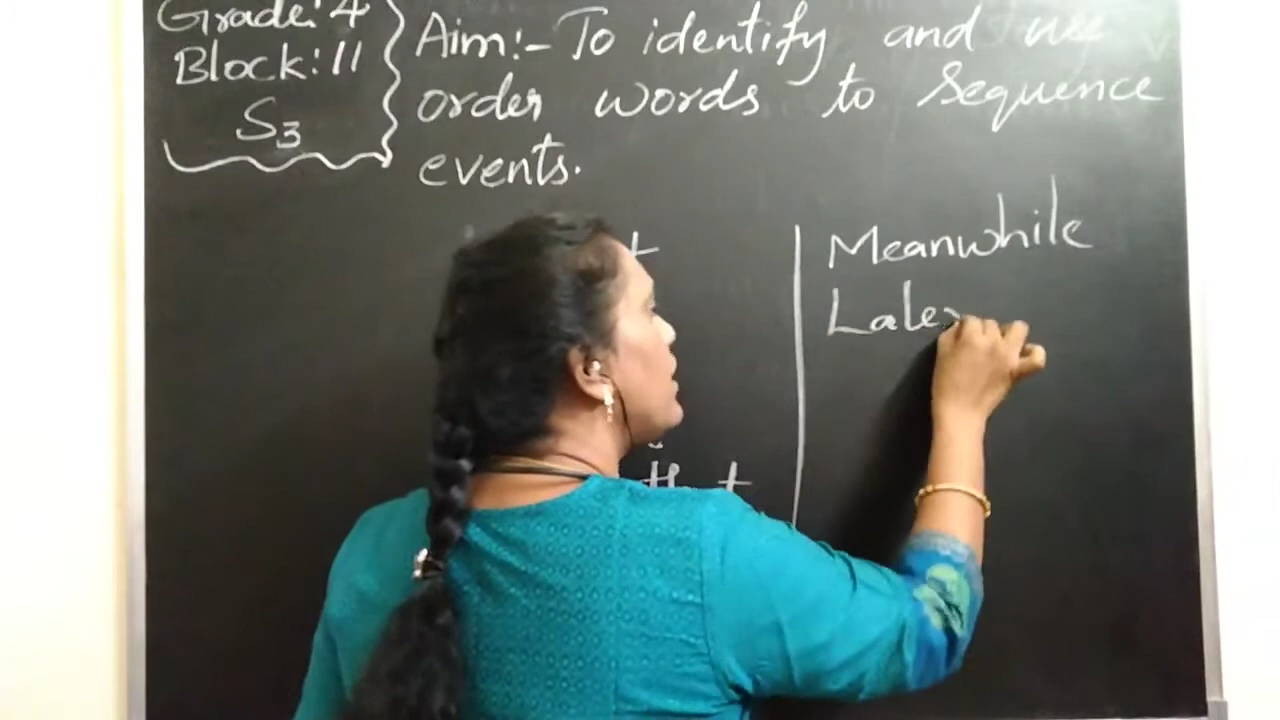 Grade: 4
Block: 11
S3
Aim:- To identify and use
order words to sequence
events.
Meanwhile
Later